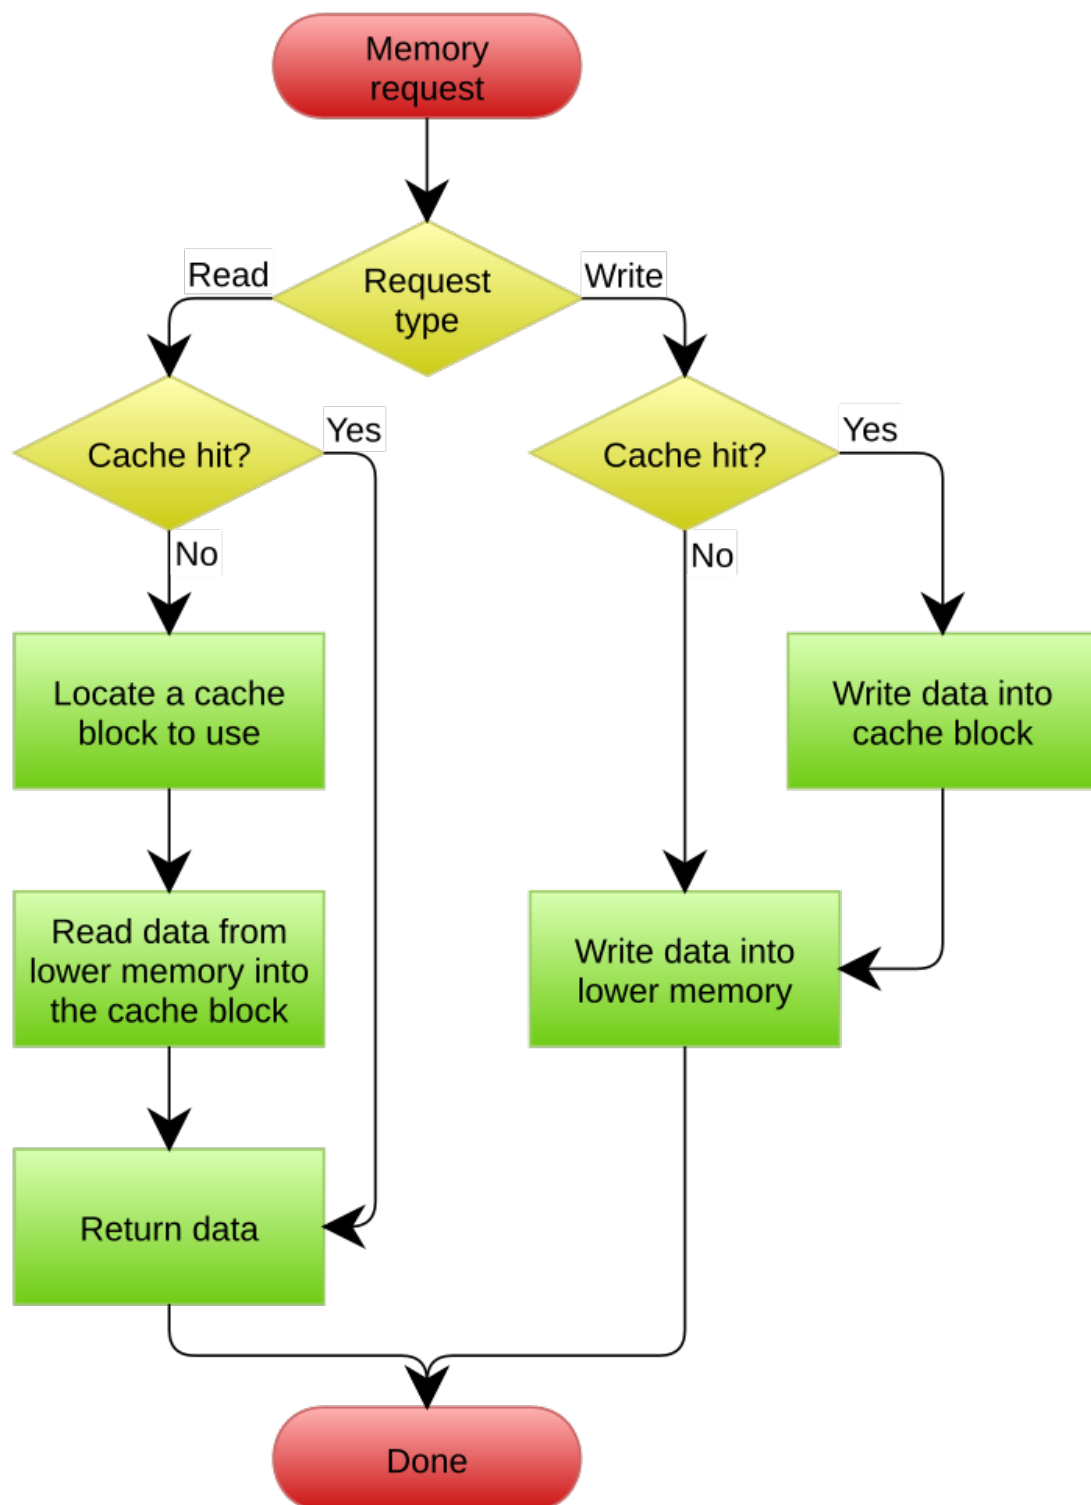 Memory
request
Request
type
Read
Write
Cache hit?
Yes
No
Cache hit?
Yes
No
Locate a cache
block to use
Write data into
cache block
Read data from
lower memory into
the cache block
Write data into
lower memory
Return data
Done